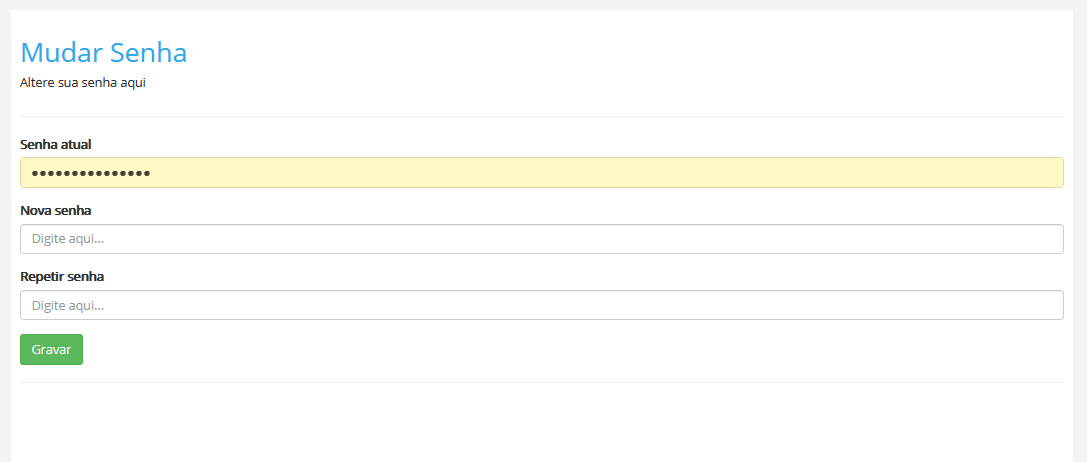 Mudar Senha
Altere sua senha aqui
Senha atual
•••••••••••••••
Nova senha
Digite aqui...
Repetir senha
Digite aqui...
Gravar